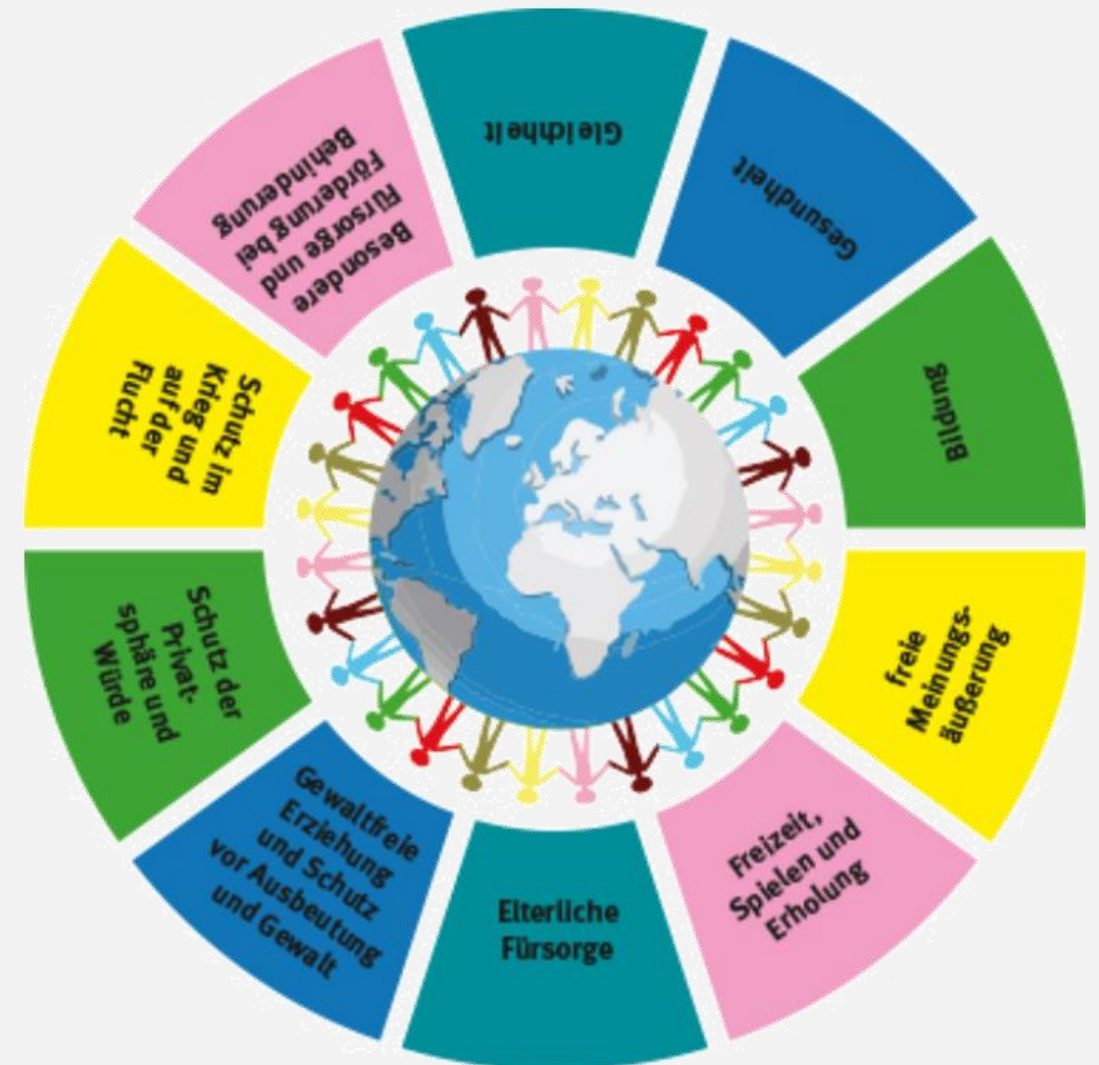 Gleichheit
Gesundheit
Bildung
freie
Meinungs-
äußerung
Freizeit,
Spielen und
Erholung
Elterliche
Fürsorge
Gewaltfreie
Erziehung
und Schutz
vor Ausbeutung
und Gewalt
Schutz der
Privat-
sphäre und
Würde
Schutz im
Krieg und
auf der
Flucht
Besondere
Fürsorge und
Förderung bei
Behinderung